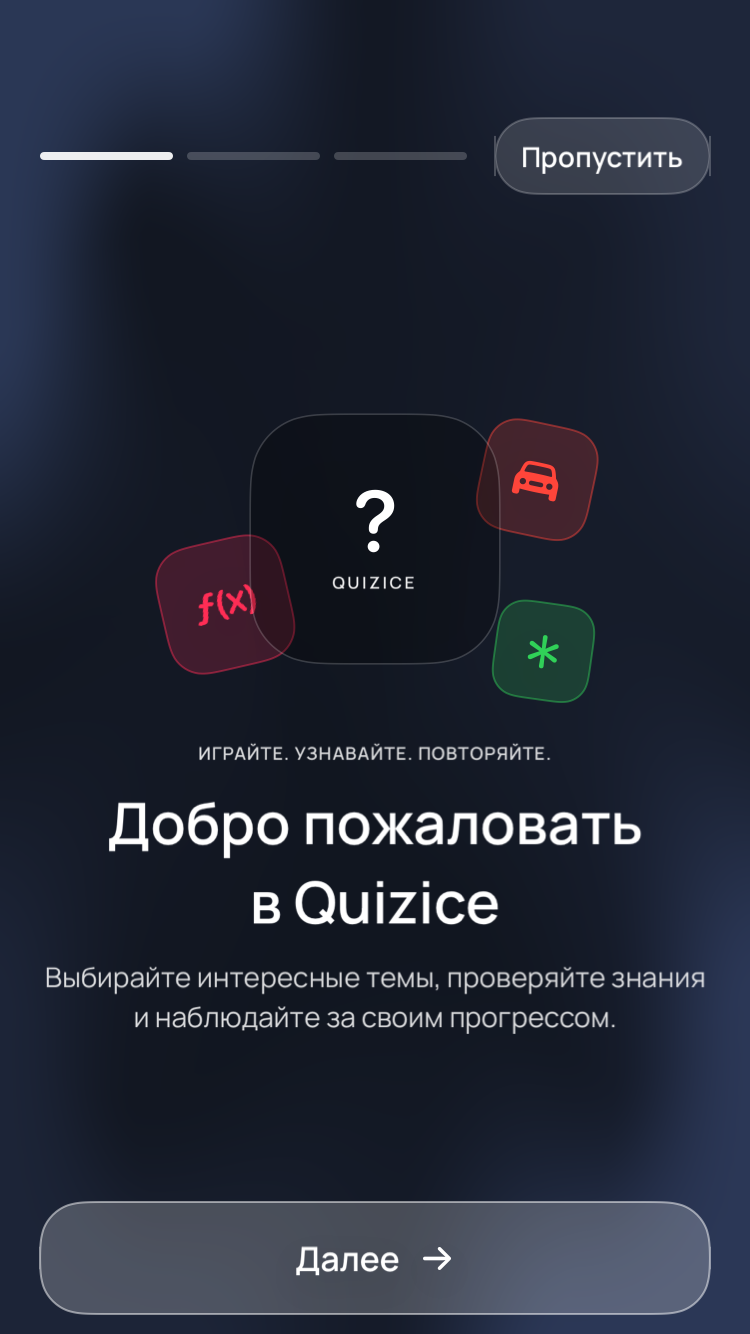 Пропустить
?
QUIZICE
f(x)
*
ИГРАЙТЕ. УЗНАВАЙТЕ. ПОВТОРЯЙТЕ.
Добро пожаловать
в Quizice
Выбирайте интересные темы, проверяйте знания
и наблюдайте за своим прогрессом.
Далее →